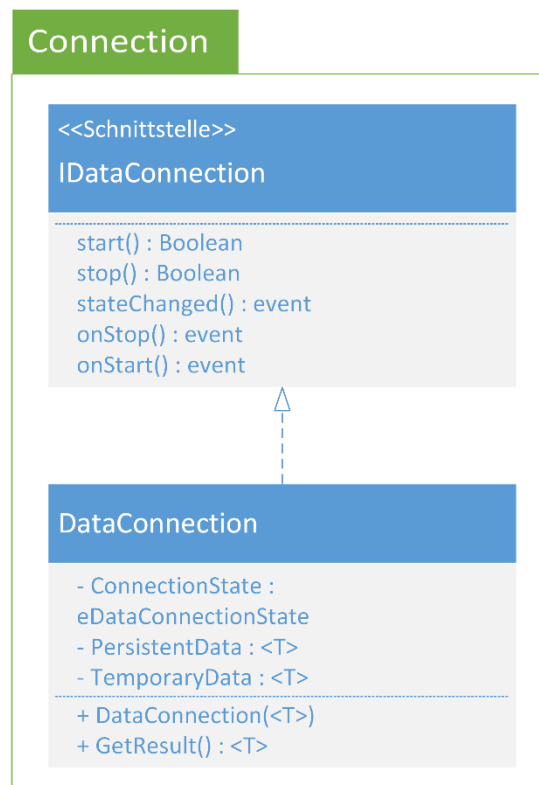 Connection
<<Schnittstelle>>
IDataConnection
start() : Boolean
stop() : Boolean
stateChanged() : event
onStop() : event
onStart() : event
DataConnection
- ConnectionState :
eDataConnectionState
- PersistentData : <T>
- TemporaryData : <T>
+ DataConnection(<T>)
+ GetResult() : <T>